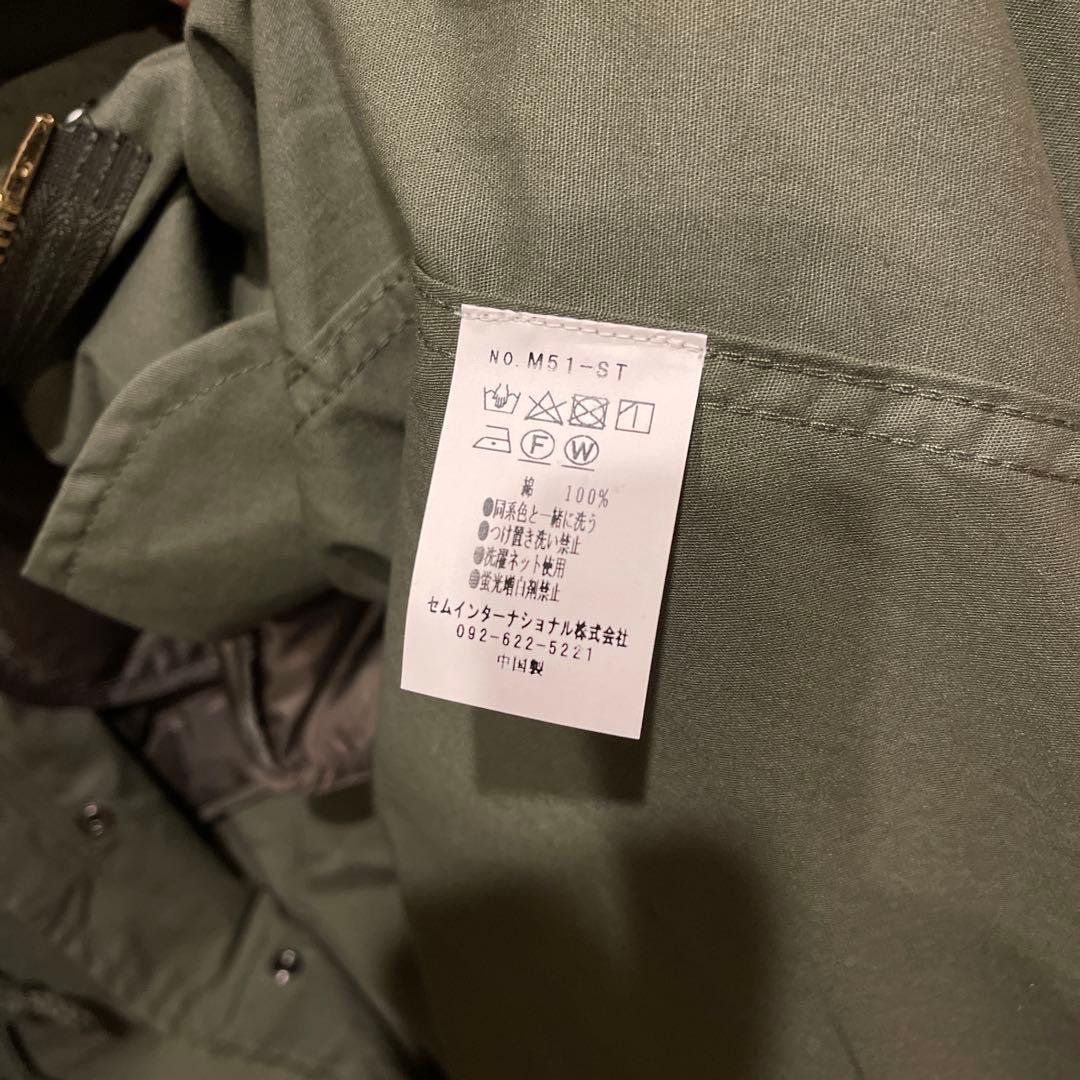 NO. M51-ST
F W
綿 100%
●同系色と一緒に洗う
●つけ置き洗い禁止
●洗濯ネット使用
●蛍光増白剤禁止
セムインターナショナル株式会社
092-622-5221
中国製